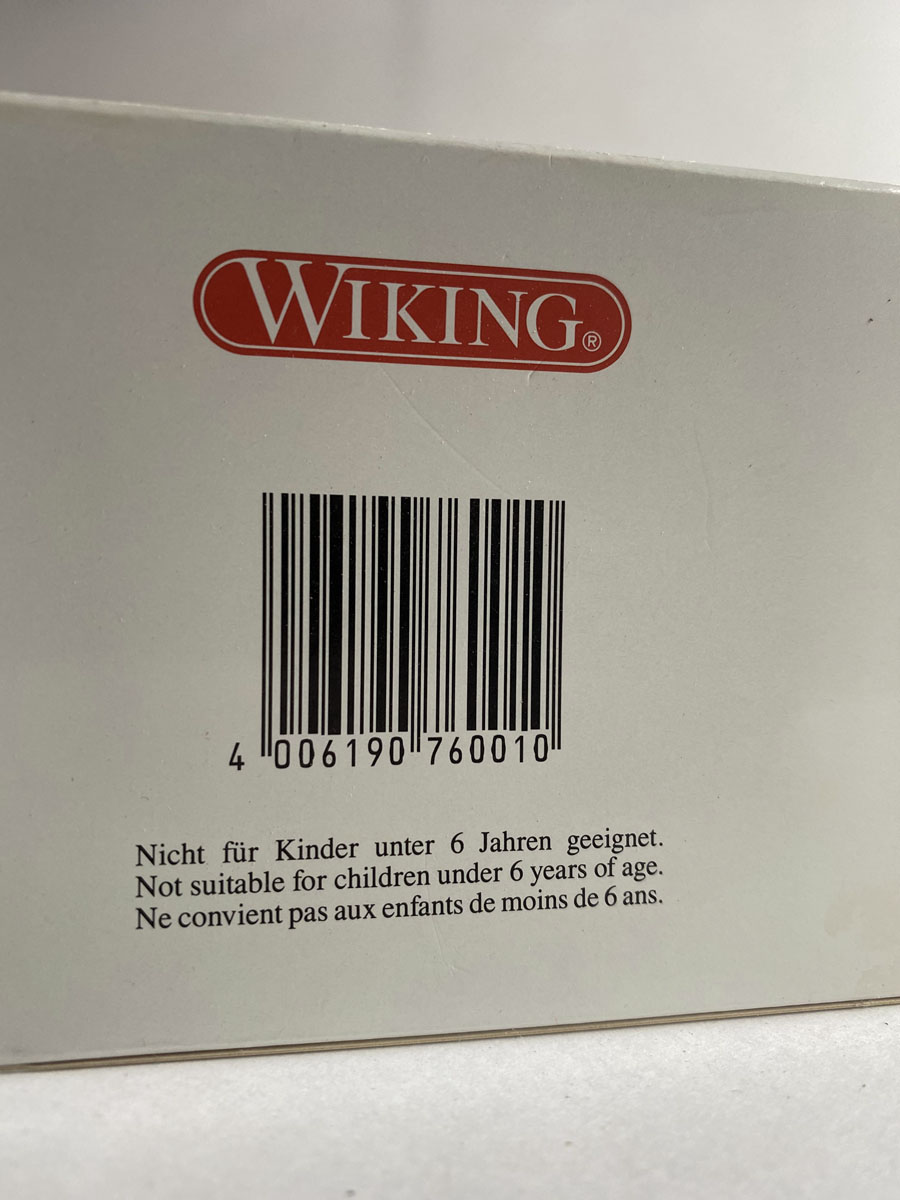 WIKING®
4 006190 760010
Nicht für Kinder unter 6 Jahren geeignet.
Not suitable for children under 6 years of age.
Ne convient pas aux enfants de moins de 6 ans.